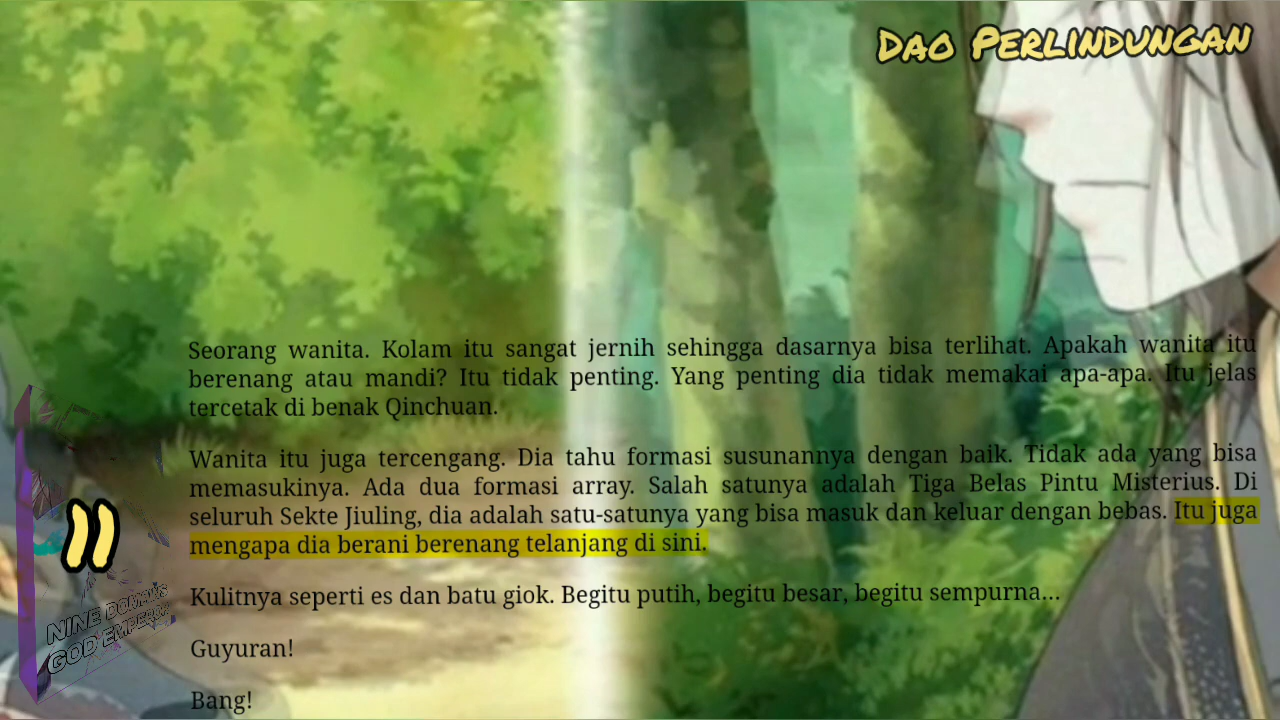 Dao Perlindungan
Seorang wanita. Kolam itu sangat jernih sehingga dasarnya bisa terlihat. Apakah wanita itu
berenang atau mandi? Itu tidak penting. Yang penting dia tidak memakai apa-apa. Itu jelas
tercetak di benak Qinchuan.
Wanita itu juga tercengang. Dia tahu formasi susunannya dengan baik. Tidak ada yang bisa
memasukinya. Ada dua formasi array. Salah satunya adalah Tiga Belas Pintu Misterius. Di
seluruh Sekte Jiuling, dia adalah satu-satunya yang bisa masuk dan keluar dengan bebas. Itu juga
mengapa dia berani berenang telanjang di sini.
Kulitnya seperti es dan batu giok. Begitu putih, begitu besar, begitu sempurna...
Guyuran!
Bang!
NINE DOMAINS
GOD EMPEROR